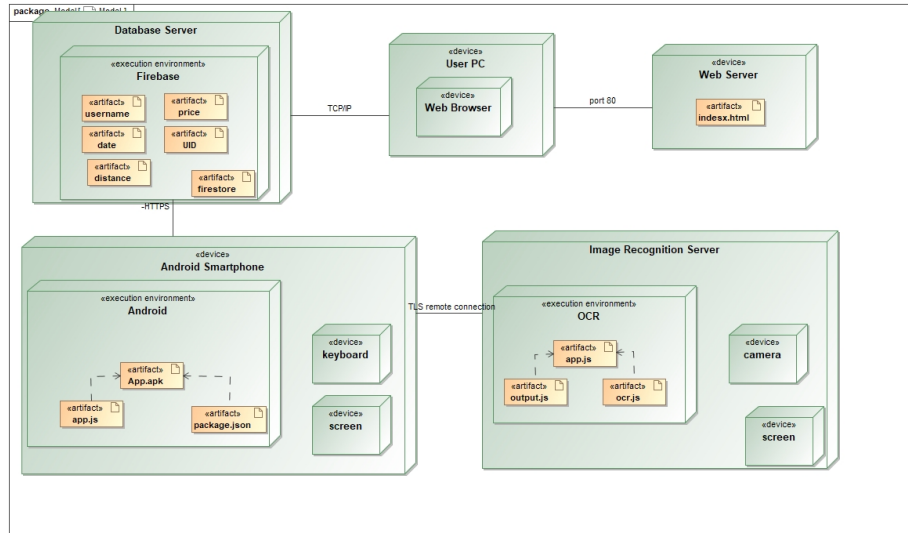 package Model[ Model ]
Database Server
«execution environment»
Firebase
«artifact»
username
«artifact»
price
«artifact»
date
«artifact»
UID
«artifact»
distance
«artifact»
firestore
TCP/IP
«device»
User PC
«device»
Web Browser
port 80
«device»
Web Server
«artifact»
indesx.html
-HTTPS
«device»
Android Smartphone
«execution environment»
Android
«artifact»
App.apk
«artifact»
app.js
«artifact»
package.json
«device»
keyboard
«device»
screen
TLS remote connection
Image Recognition Server
«execution environment»
OCR
«artifact»
app.js
«artifact»
output.js
«artifact»
ocr.js
«device»
camera
«device»
screen